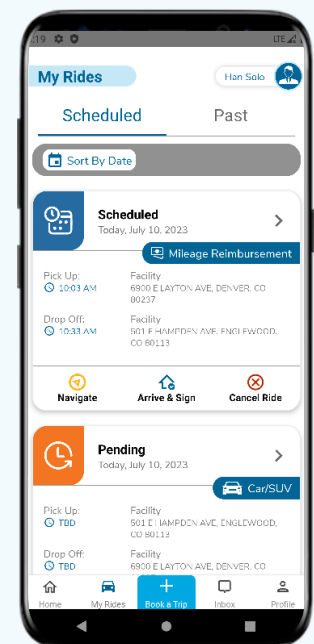 :19 LTE
My Rides
Han Solo
Scheduled Past
Sort By Date
Scheduled
Today, July 10, 2023
Mileage Reimbursement
Pick Up: Facility
10:03 AM 6900 E LAYTON AVE, DENVER, CO
80237
Drop Off: Facility
10:33 AM 501 E HAMPDEN AVE, ENGLEWOOD,
CO 80113
Navigate Arrive & Sign Cancel Ride
Pending
Today, July 10, 2023
Car/SUV
Pick Up: Facility
TBD 501 E HAMPDEN AVE, ENGLEWOOD,
CO 80113
Drop Off: Facility
TBD 6900 E LAYTON AVE, DENVER, CO
Home My Rides Book a Trip Inbox Profile